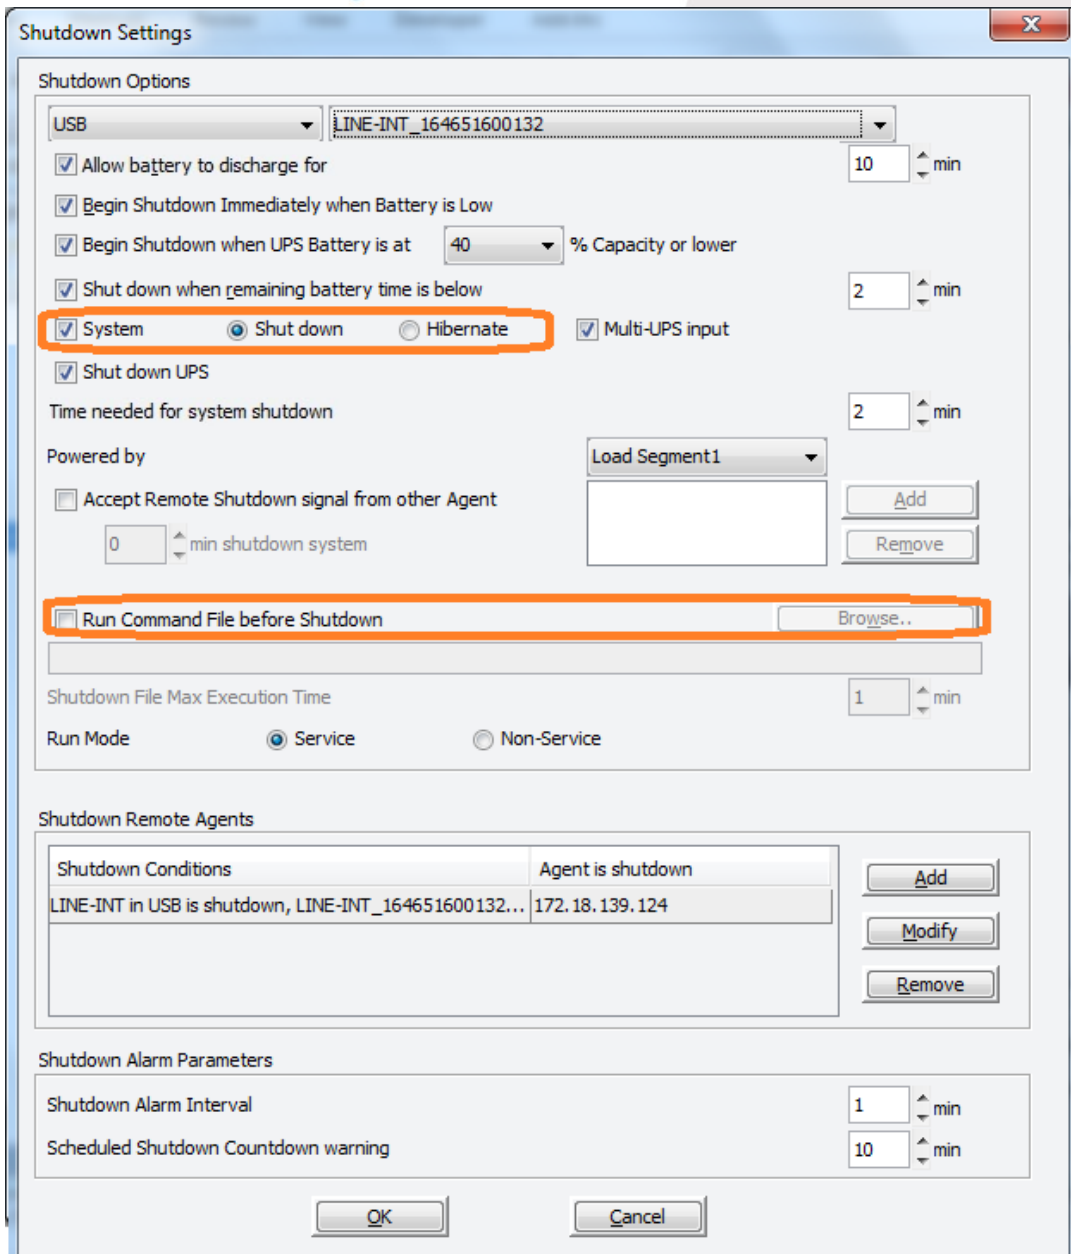 Shutdown Settings
Shutdown Options
USB LINE-INT_164651600132
Allow battery to discharge for 10 min
Begin Shutdown Immediately when Battery is Low
Begin Shutdown when UPS Battery is at 40 % Capacity or lower
Shut down when remaining battery time is below 2 min
System Shut down Hibernate Multi-UPS input
Shut down UPS
Time needed for system shutdown 2 min
Powered by Load Segment1
Accept Remote Shutdown signal from other Agent Add
0 min shutdown system Remove
Run Command File before Shutdown Browse..
Shutdown File Max Execution Time 1 min
Run Mode Service Non-Service
Shutdown Remote Agents
Shutdown Conditions Agent is shutdown
Add
LINE-INT in USB is shutdown, LINE-INT_164651600132... 172.18.139.124
Modify
Remove
Shutdown Alarm Parameters
Shutdown Alarm Interval 1 min
Scheduled Shutdown Countdown warning 10 min
OK Cancel